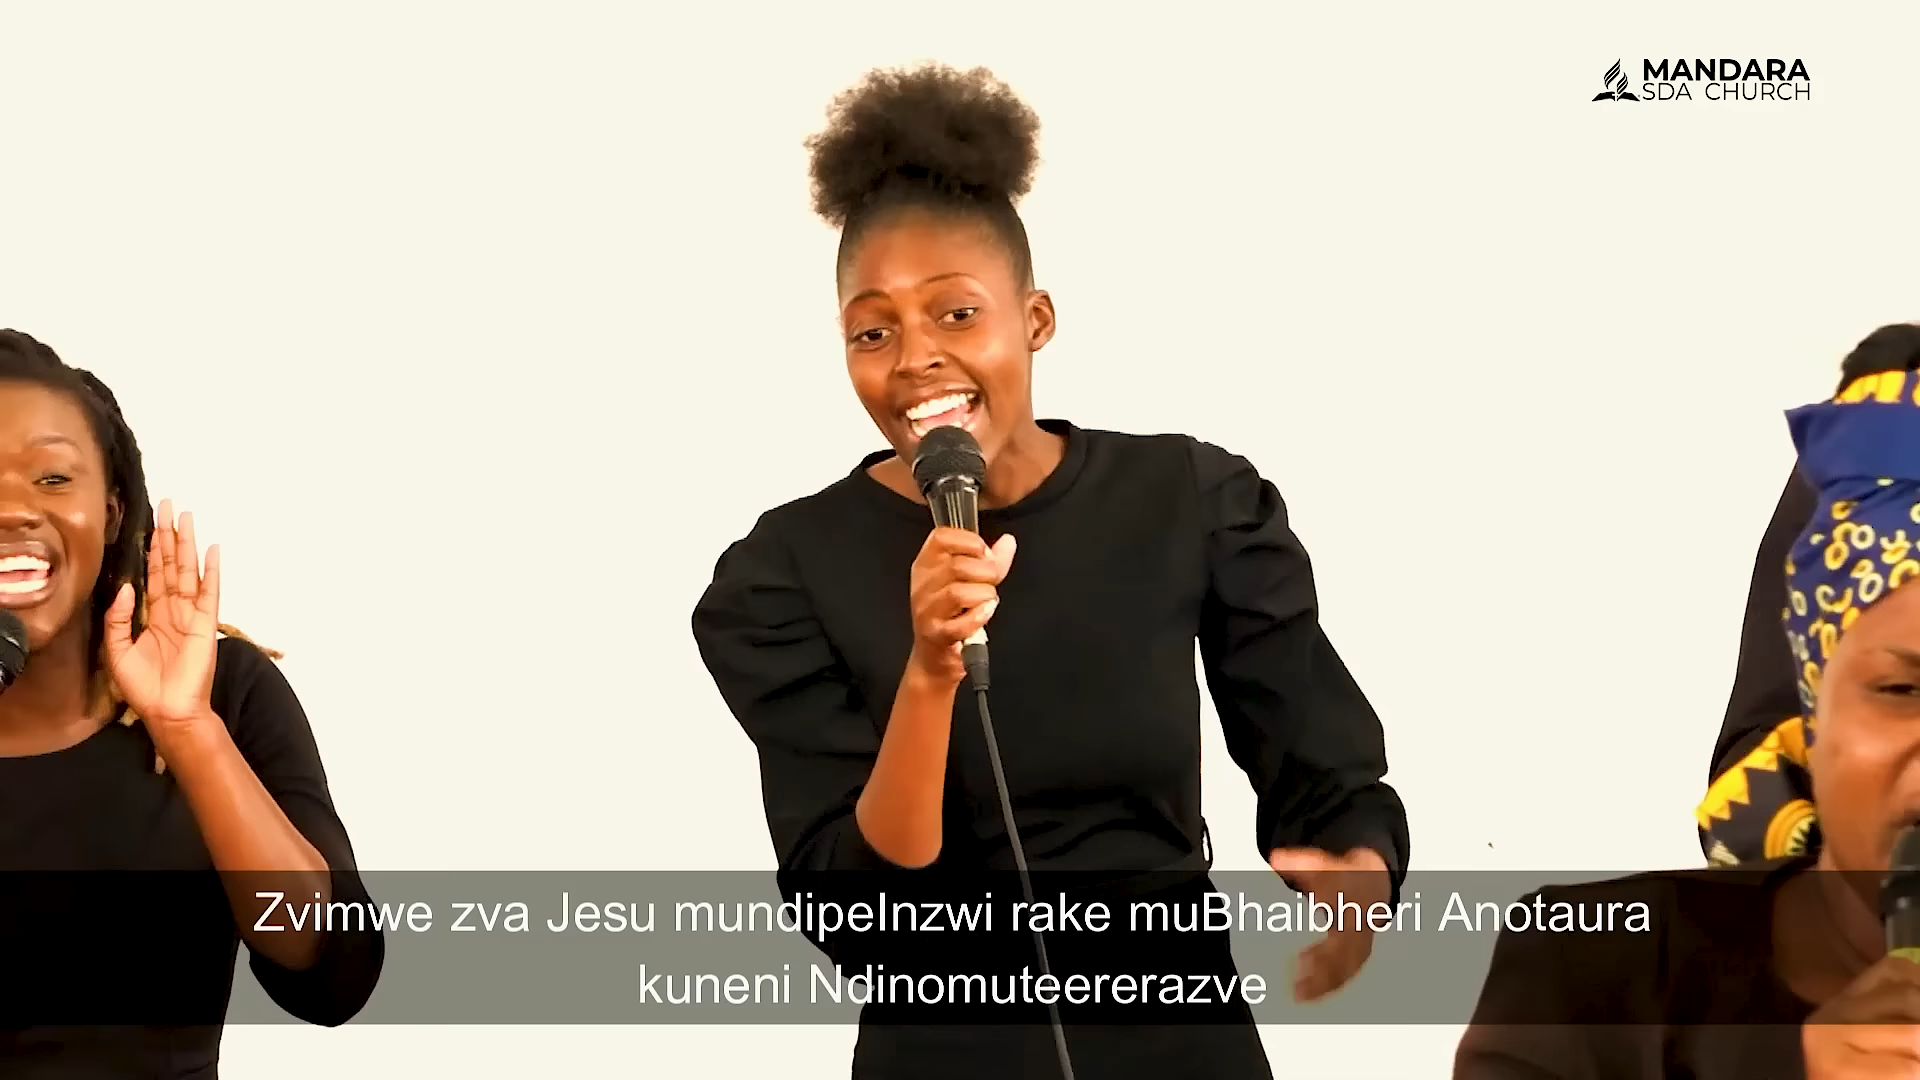 MANDARA
SDA CHURCH
Zvimwe zva Jesu mundipeInzwi rake muBhaibheri Anotaura
kuneni Ndinomuteererazve